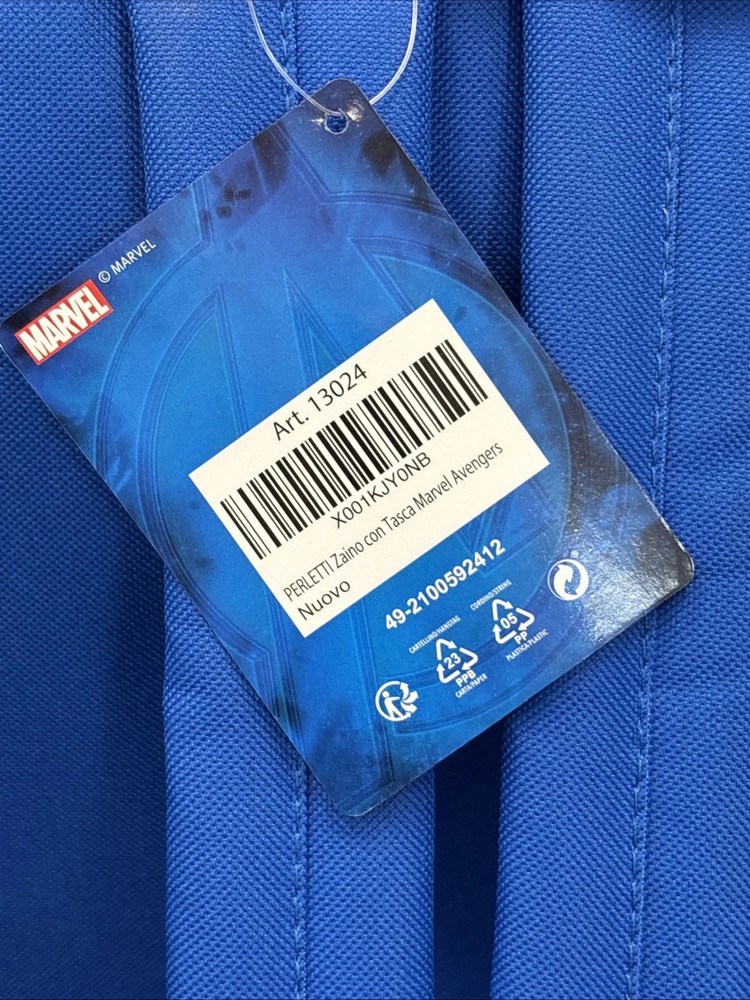 MARVEL
© MARVEL
Art. 13024
X001KJY0NB
PERLETTI Zaino con Tasca Marvel Avengers
Nuovo
49-2100592412
CARTELLINO/HANGTAG
23
PPB
CARTA/PAPER
CORDINO/STRING
05
PP
PLASTICA/PLASTIC